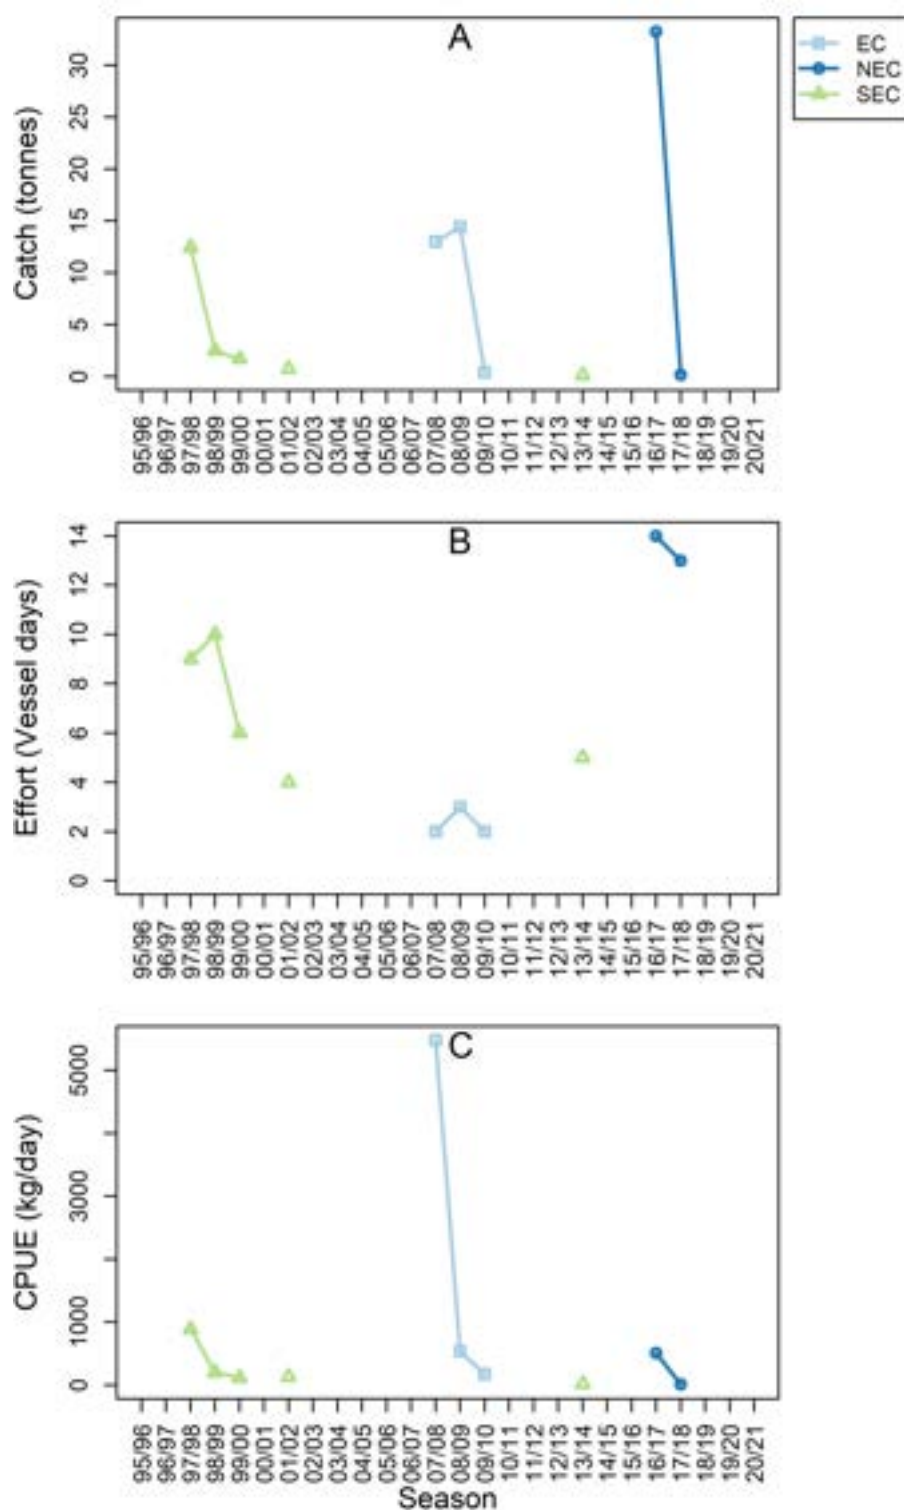 A
EC
NEC
SEC
Catch (tonnes)
30
25
20
15
10
5
0
95/96 96/97 97/98 98/99 99/00 00/01 01/02 02/03 03/04 04/05 05/06 06/07 07/08 08/09 09/10 10/11 11/12 12/13 13/14 14/15 15/16 16/17 17/18 18/19 19/20 20/21
B
Effort (Vessel days)
14
12
10
8
6
4
2
0
95/96 96/97 97/98 98/99 99/00 00/01 01/02 02/03 03/04 04/05 05/06 06/07 07/08 08/09 09/10 10/11 11/12 12/13 13/14 14/15 15/16 16/17 17/18 18/19 19/20 20/21
C
CPUE (kg/day)
5000
3000
1000
0
95/96 96/97 97/98 98/99 99/00 00/01 01/02 02/03 03/04 04/05 05/06 06/07 07/08 08/09 09/10 10/11 11/12 12/13 13/14 14/15 15/16 16/17 17/18 18/19 19/20 20/21
Season